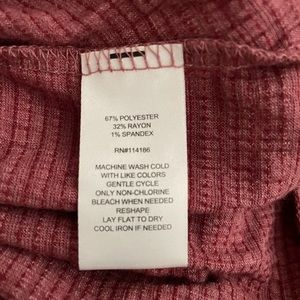 67% POLYESTER
32% RAYON
1% SPANDEX
RN#114186
MACHINE WASH COLD
WITH LIKE COLORS
GENTLE CYCLE
ONLY NON-CHLORINE
BLEACH WHEN NEEDED
RESHAPE
LAY FLAT TO DRY
COOL IRON IF NEEDED